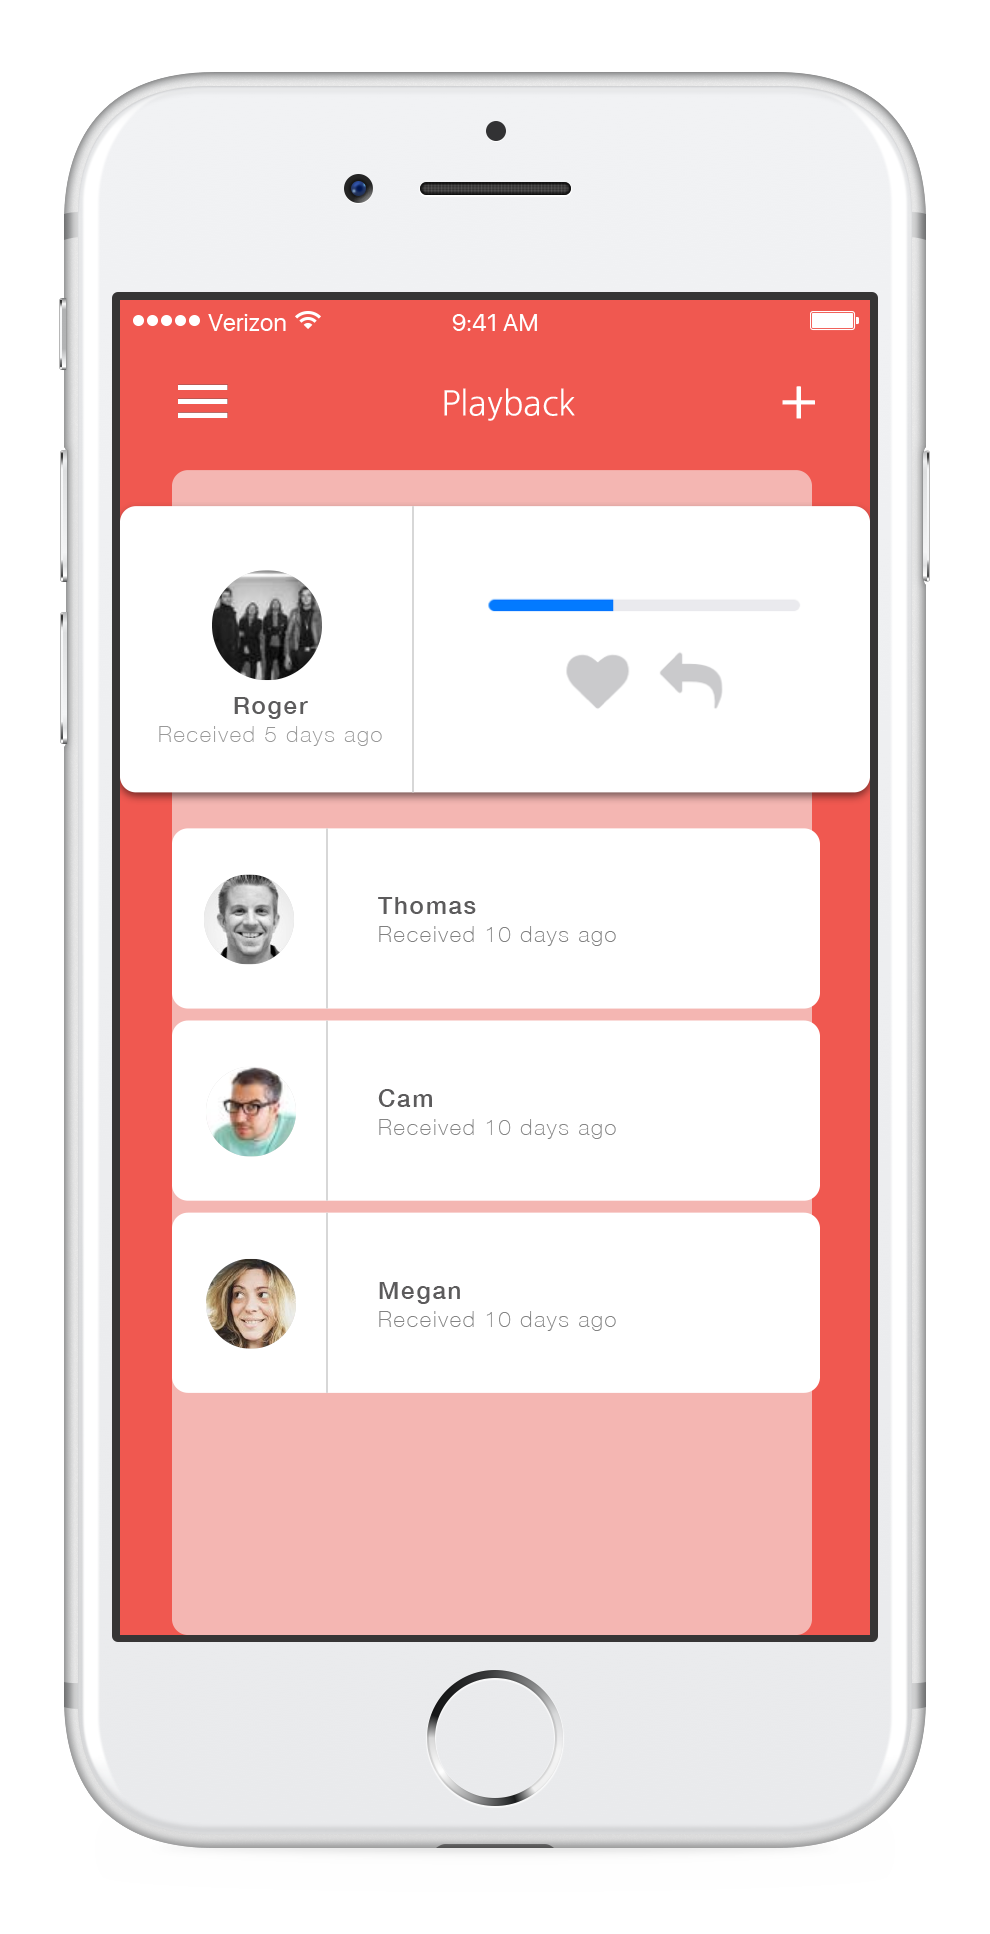 Verizon 9:41 AM
Playback
Roger
Received 5 days ago
Thomas
Received 10 days ago
Cam
Received 10 days ago
Megan
Received 10 days ago